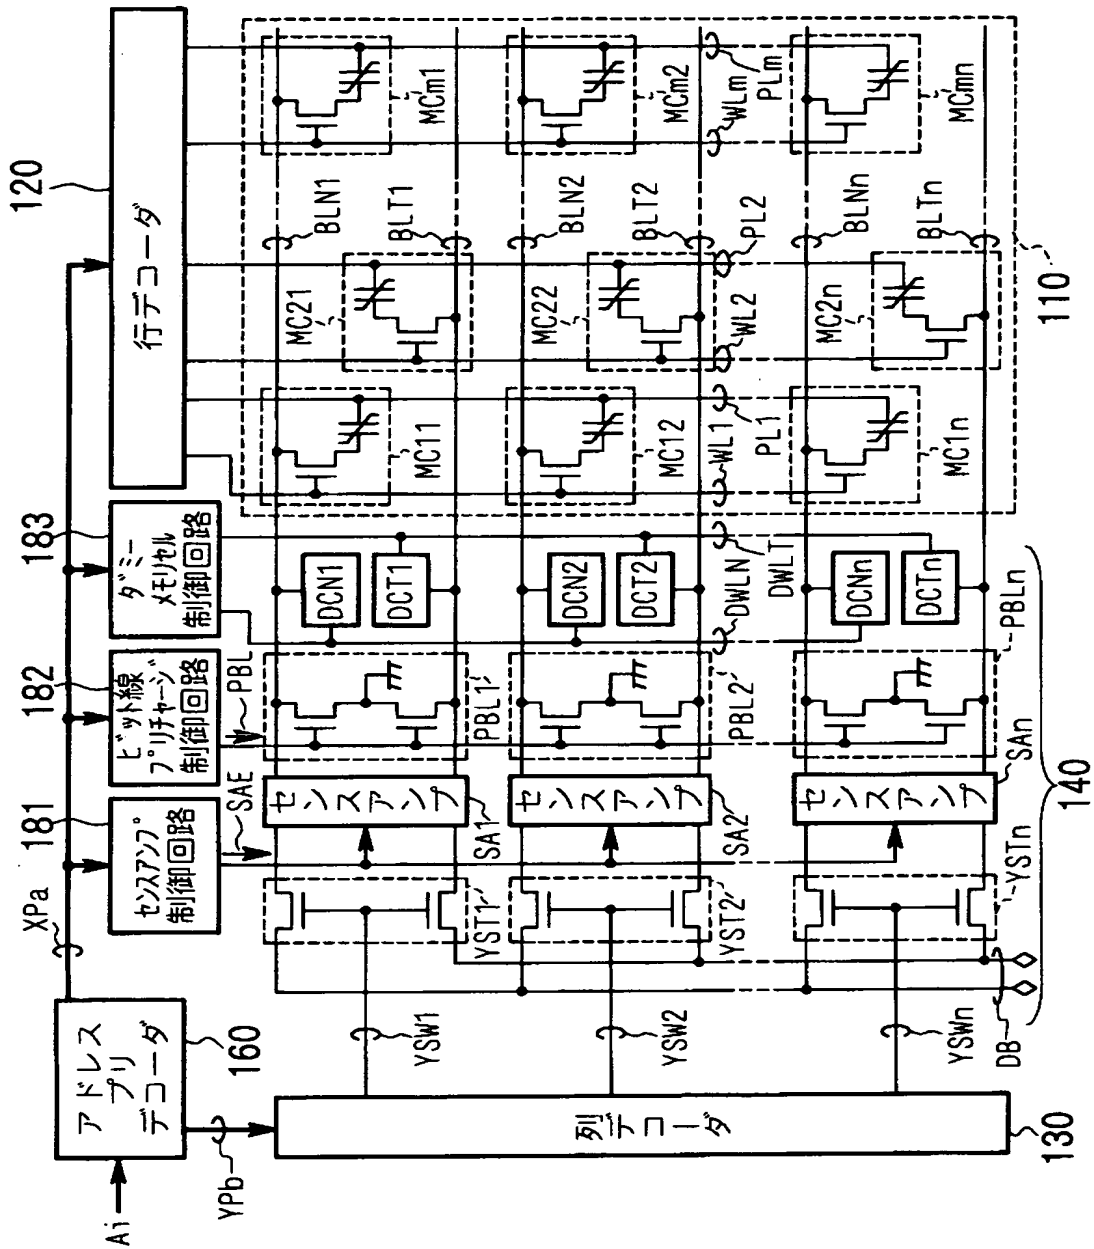 Ai
アドレス
プリ
デコーダ
160
XPa
YPb
センスアンプ
制御回路
181
ビット線
プリチャージ
制御回路
182
ダミー
メモリセル
制御回路
183
行デコーダ
120
SAE
PBL
列デコーダ
130
YSW1
YSW2
YSWn
DB
YST1
YST2
YSTn
センスアンプ
SA1
センスアンプ
SA2
センスアンプ
SAn
PBL1
PBL2
PBLn
DCN1
DCT1
DCN2
DCT2
DCNn
DCTn
DWLN
DWLT
140
MC11
MC12
MC1n
WL1
PL1
MC21
MC22
MC2n
WL2
PL2
BLN1
BLT1
BLN2
BLT2
BLNn
BLTn
MCm1
MCm2
MCmn
WLm
PLm
110